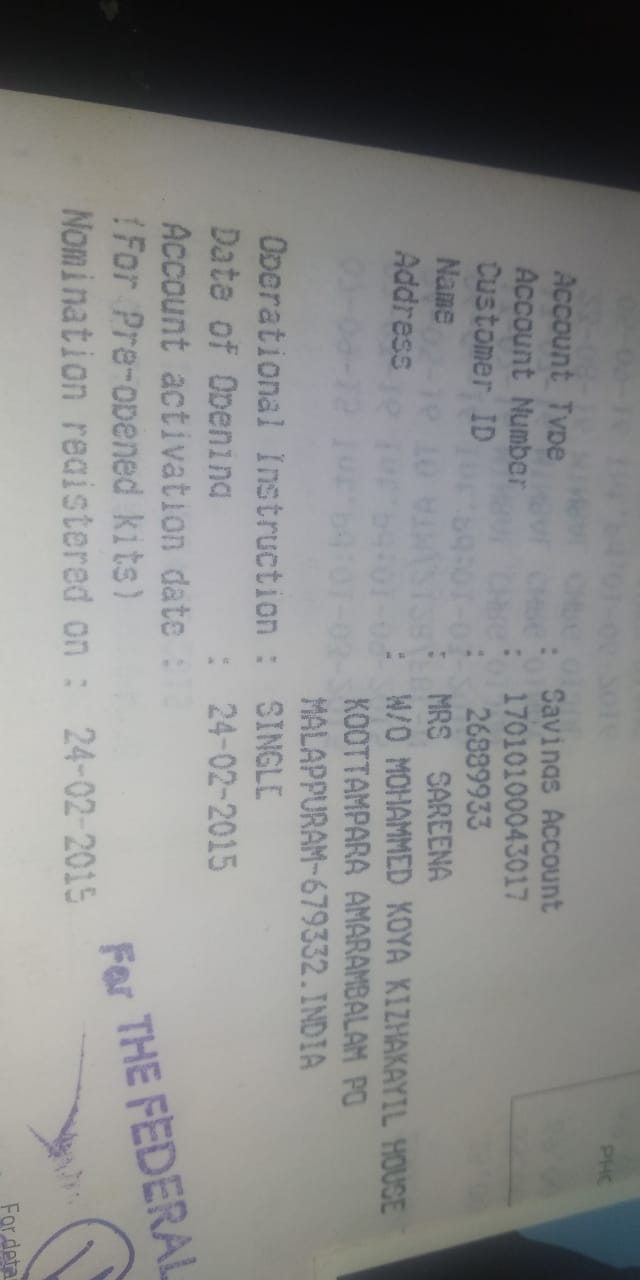 Account Type : Savings Account
Account Number : 17010100043017
Customer ID : 26889933
Name : MRS SAREENA
Address : W/O MOHAMMED KOYA KIZHAKAYIL HOUSE
KOOTTAMPARA AMARAMBALAM PO
MALAPPURAM-679332.INDIA
Operational Instruction : SINGLE
Date of Opening : 24-02-2015
Account activation date :
(For Pre-opened kits)
Nomination registered on : 24-02-2015
For THE FEDERAL
PHO
For deta